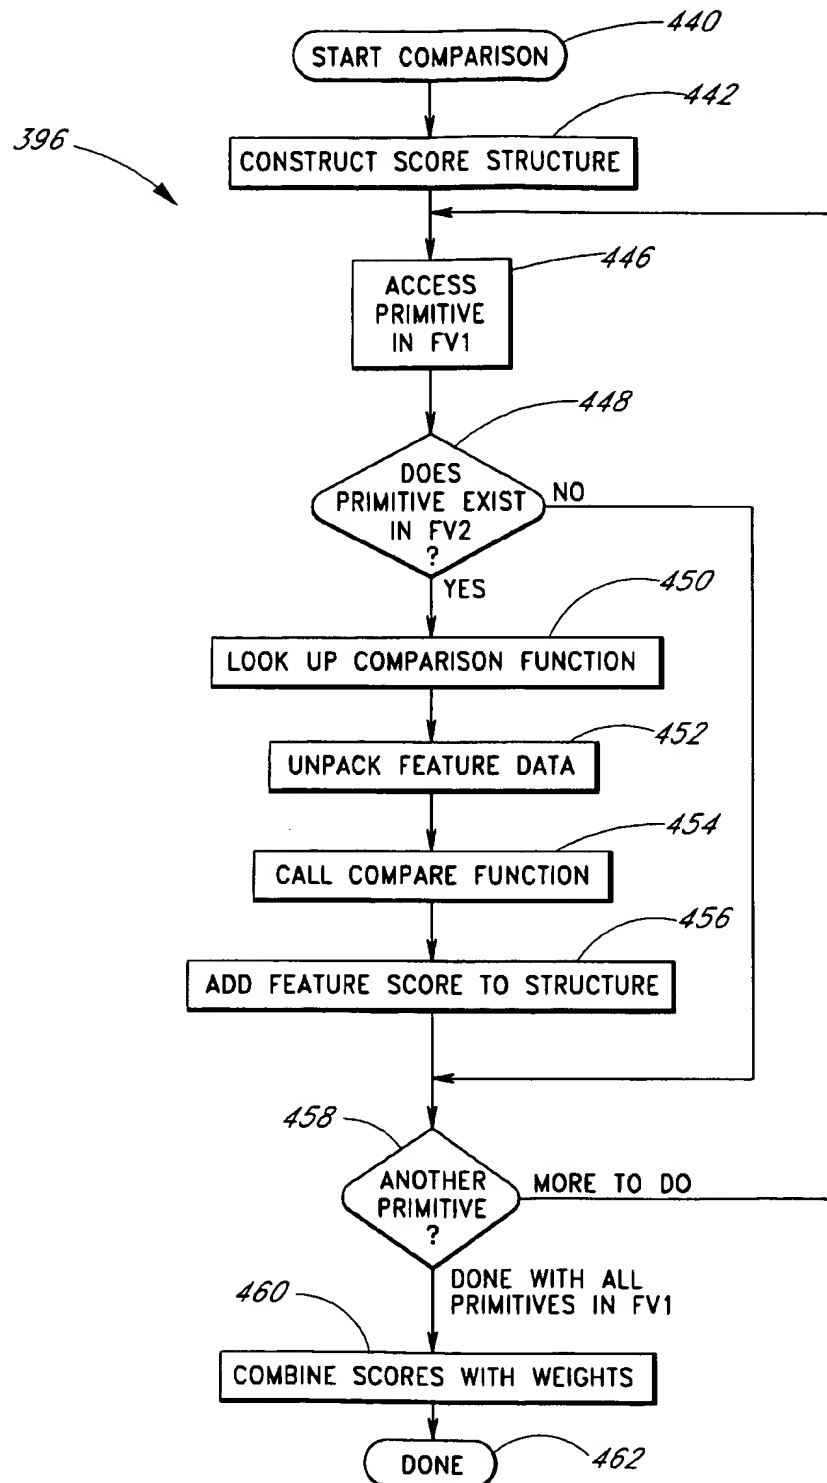 440
START COMPARISON
442
396
CONSTRUCT SCORE STRUCTURE
446
ACCESS
PRIMITIVE
IN FV1
448
DOES
PRIMITIVE EXIST
IN FV2
?
NO
YES
450
LOOK UP COMPARISON FUNCTION
452
UNPACK FEATURE DATA
454
CALL COMPARE FUNCTION
456
ADD FEATURE SCORE TO STRUCTURE
458
ANOTHER
PRIMITIVE
?
MORE TO DO
DONE WITH ALL
PRIMITIVES IN FV1
460
COMBINE SCORES WITH WEIGHTS
DONE
462